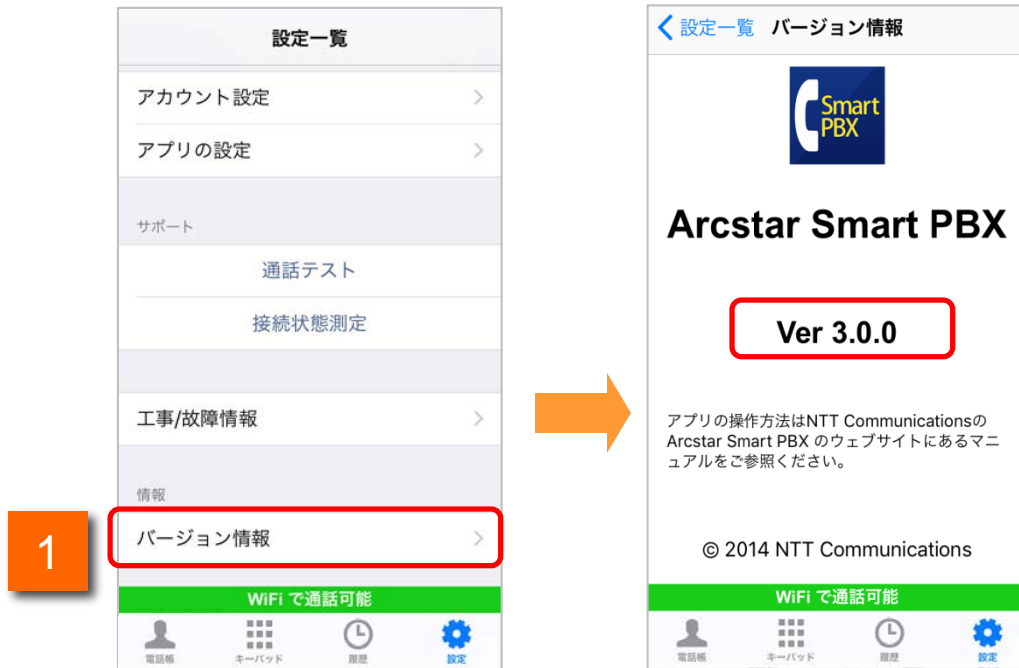 1
設定一覧
アカウント設定
アプリの設定
サポート
通話テスト
接続状態測定
工事/故障情報
情報
バージョン情報
WiFi で通話可能
電話帳
キーパッド
履歴
設定
設定一覧
バージョン情報
Smart
PBX
Arcstar Smart PBX
Ver 3.0.0
アプリの操作方法はNTT Communicationsの
Arcstar Smart PBX のウェブサイトにあるマニ
ュアルをご参照ください。
© 2014 NTT Communications
WiFi で通話可能
電話帳
キーパッド
履歴
設定